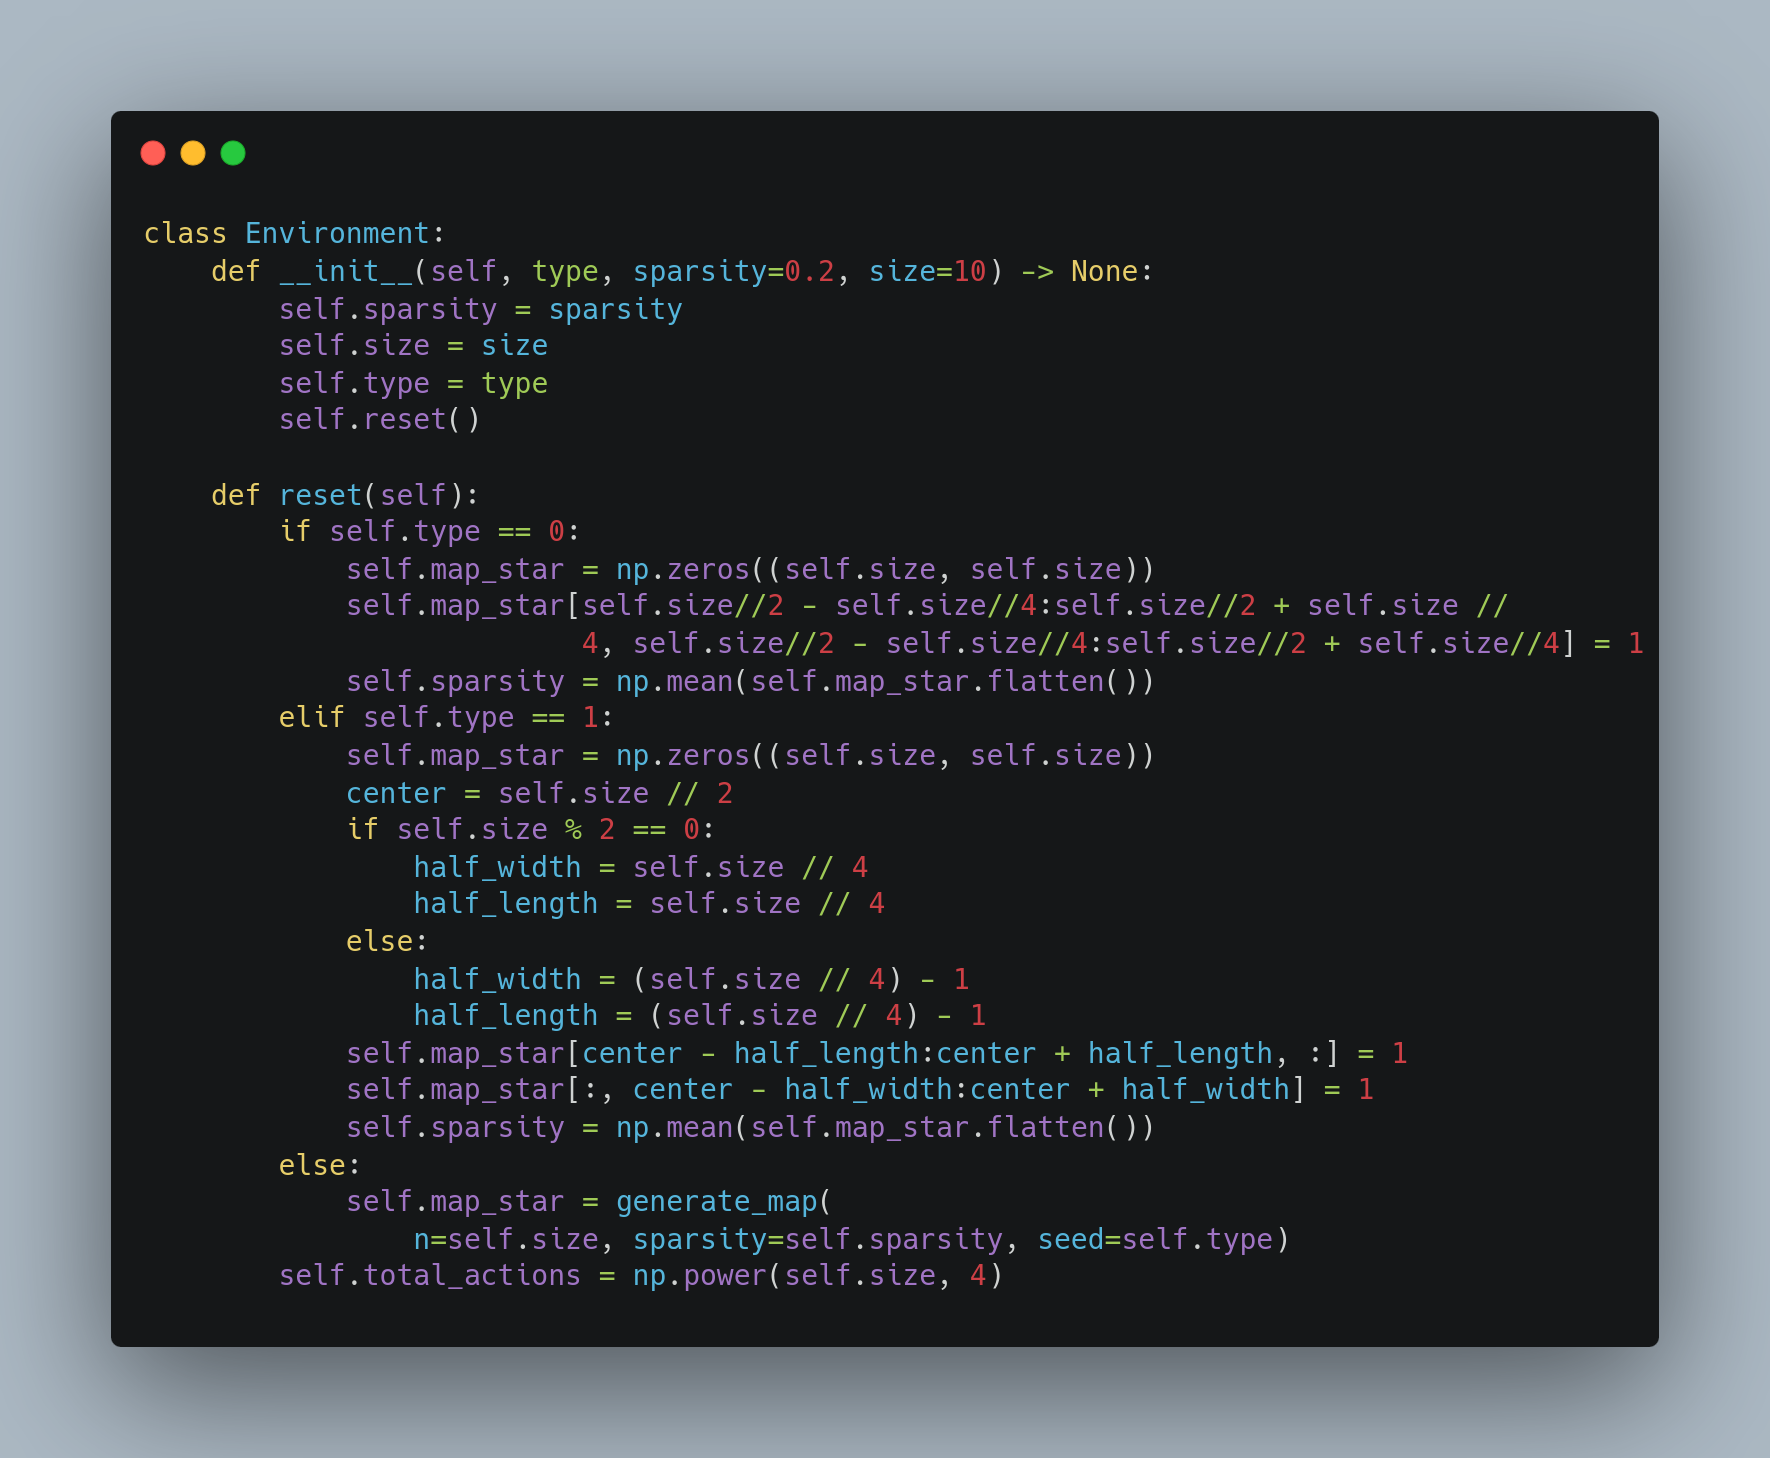 class Environment:
    def __init__(self, type, sparsity=0.2, size=10) -> None:
        self.sparsity = sparsity
        self.size = size
        self.type = type
        self.reset()

    def reset(self):
        if self.type == 0:
            self.map_star = np.zeros((self.size, self.size))
            self.map_star[self.size//2 - self.size//4:self.size//2 + self.size //
                          4, self.size//2 - self.size//4:self.size//2 + self.size//4] = 1
            self.sparsity = np.mean(self.map_star.flatten())
        elif self.type == 1:
            self.map_star = np.zeros((self.size, self.size))
            center = self.size // 2
            if self.size % 2 == 0:
                half_width = self.size // 4
                half_length = self.size // 4
            else:
                half_width = (self.size // 4) - 1
                half_length = (self.size // 4) - 1
            self.map_star[center - half_length:center + half_length, :] = 1
            self.map_star[:, center - half_width:center + half_width] = 1
            self.sparsity = np.mean(self.map_star.flatten())
        else:
            self.map_star = generate_map(
                n=self.size, sparsity=self.sparsity, seed=self.type)
        self.total_actions = np.power(self.size, 4)